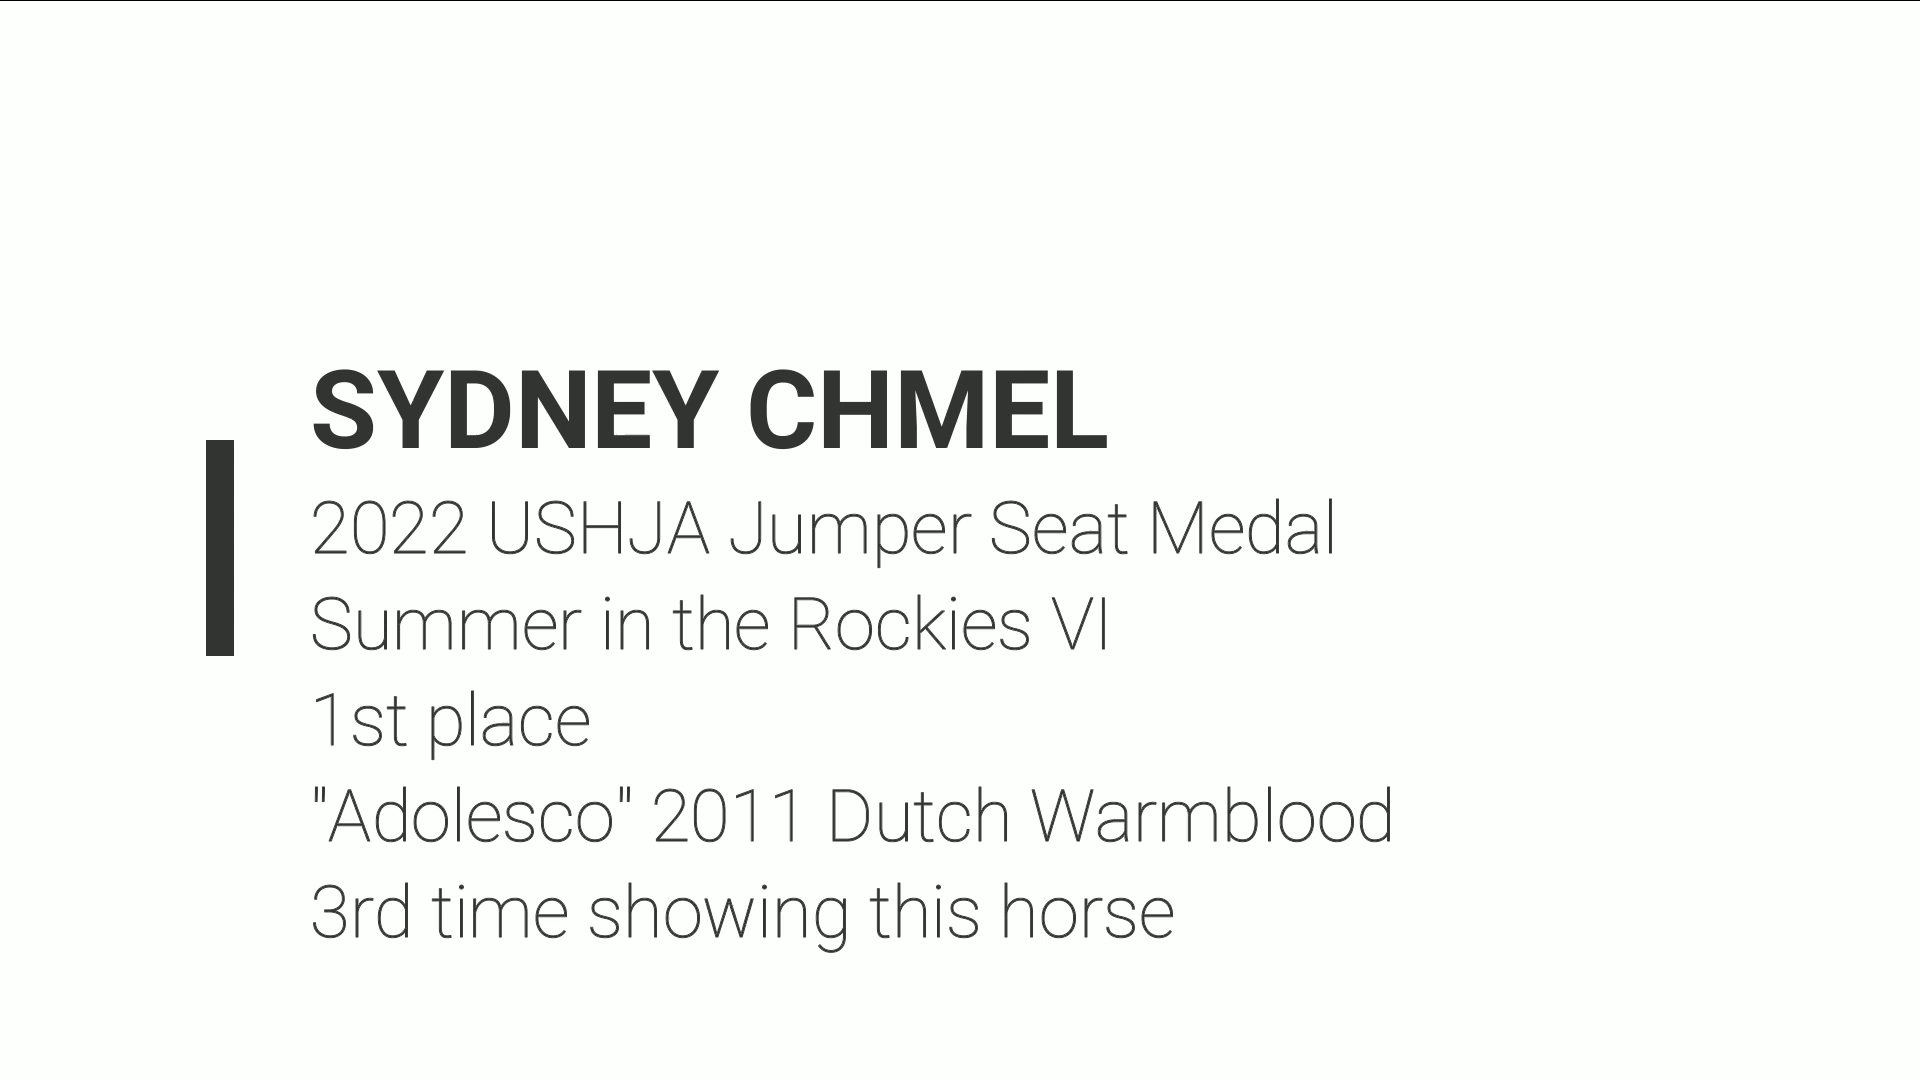 SYDNEY CHMEL
2022 USHJA Jumper Seat Medal
Summer in the Rockies VI
1st place
"Adolesco" 2011 Dutch Warmblood
3rd time showing this horse